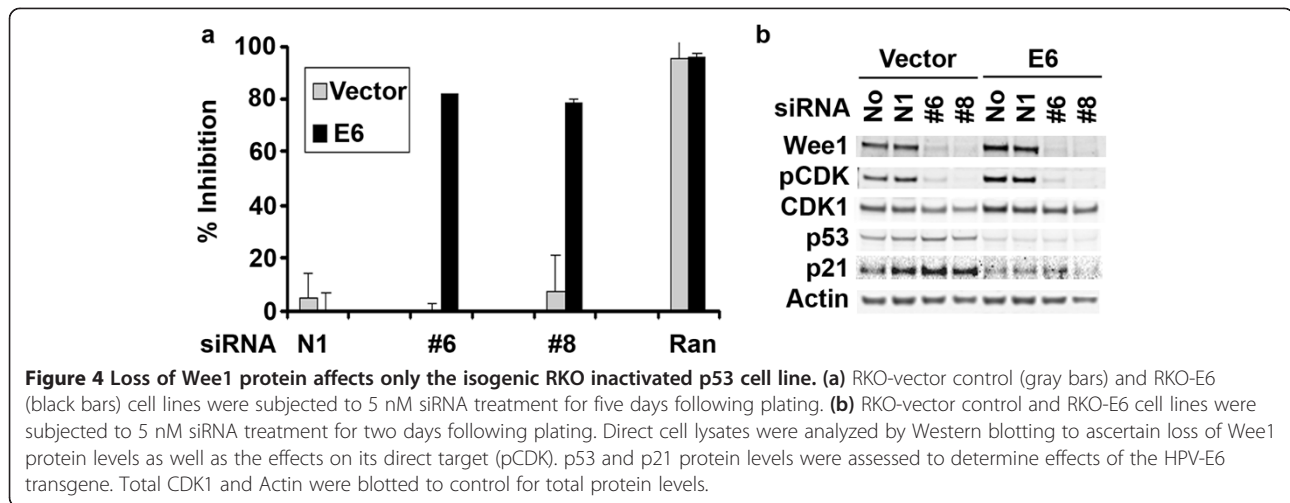 a
100
80
60
40
20
0
% Inhibition
Vector
E6
siRNA N1 #6 #8 Ran
b
Vector E6
siRNA No N1 #6 #8 No N1 #6 #8
Wee1
pCDK
CDK1
p53
p21
Actin
Figure 4 Loss of Wee1 protein affects only the isogenic RKO inactivated p53 cell line. (a) RKO-vector control (gray bars) and RKO-E6
(black bars) cell lines were subjected to 5 nM siRNA treatment for five days following plating. (b) RKO-vector control and RKO-E6 cell lines were
subjected to 5 nM siRNA treatment for two days following plating. Direct cell lysates were analyzed by Western blotting to ascertain loss of Wee1
protein levels as well as the effects on its direct target (pCDK). p53 and p21 protein levels were assessed to determine effects of the HPV-E6
transgene. Total CDK1 and Actin were blotted to control for total protein levels.